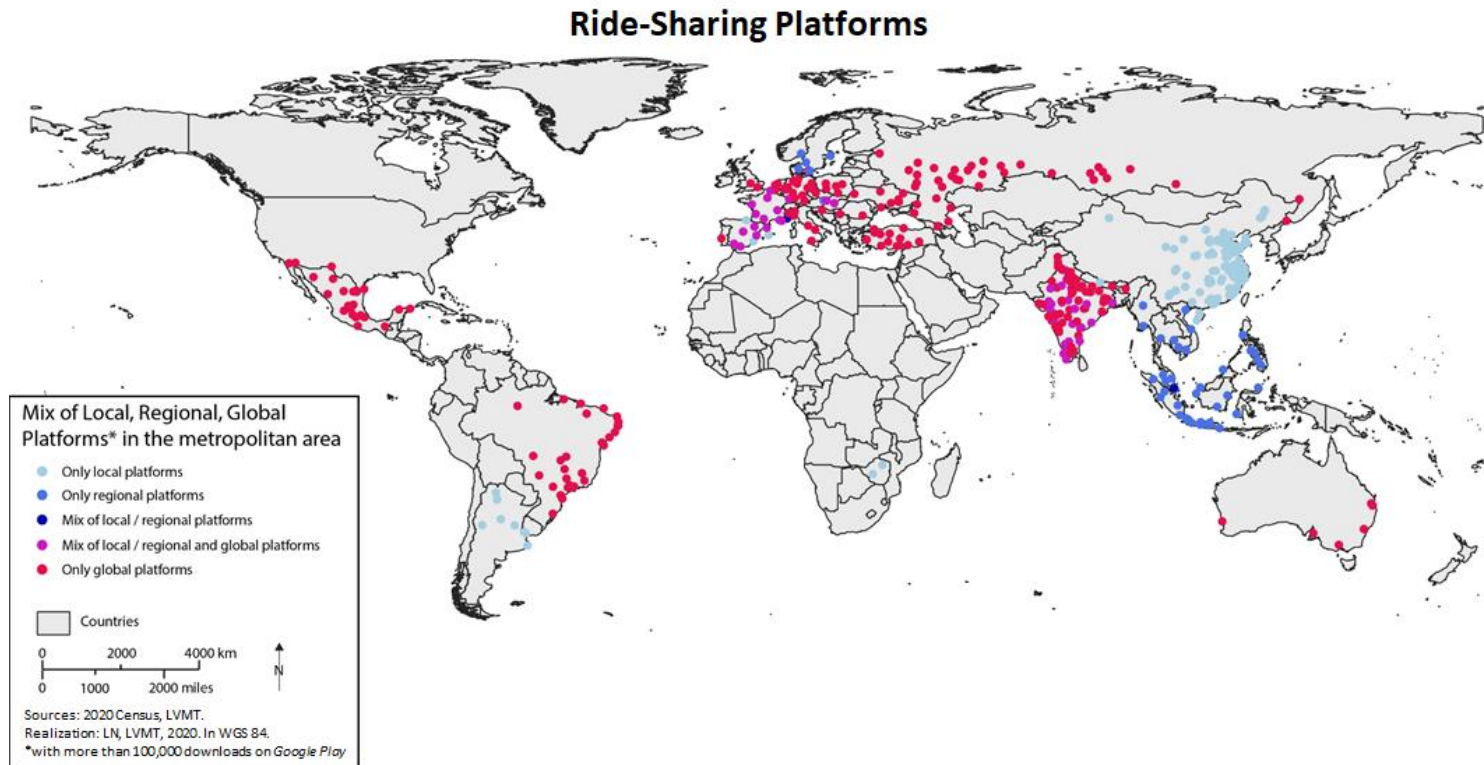 Ride-Sharing Platforms
Mix of Local, Regional, Global
Platforms* in the metropolitan area
Only local platforms
Only regional platforms
Mix of local / regional platforms
Mix of local / regional and global platforms
Only global platforms
Countries
0 2000 4000 km
0 1000 2000 miles
N
Sources: 2020 Census, LVMT.
Realization: LN, LVMT, 2020. In WGS 84.
*with more than 100,000 downloads on Google Play